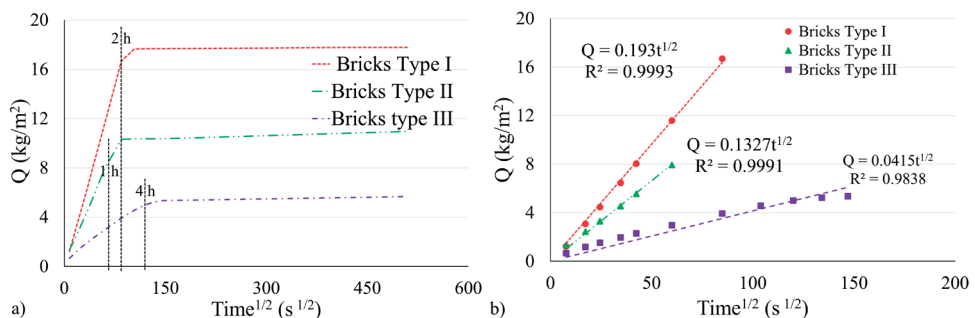 20
16
12
8
4
0
Q (kg/m²)
2 h
1 h
4 h
Bricks Type I
Bricks Type II
Bricks type III
0
150
300
450
600
Time^1/2 (s ^1/2)
a)
20
16
12
8
4
0
Q (kg/m²)
Q = 0.193t^1/2
R² = 0.9993
Bricks Type I
Bricks Type II
Bricks Type III
Q = 0.1327t^1/2
R² = 0.9991
Q = 0.0415t^1/2
R² = 0.9838
0
50
100
150
200
Time^1/2 (s ^1/2)
b)